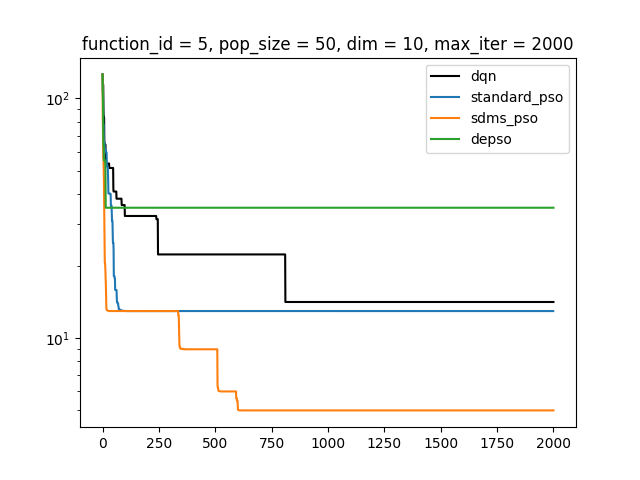 function_id = 5, pop_size = 50, dim = 10, max_iter = 2000
dqn
standard_pso
sdms_pso
depso
10²
10¹
0 250 500 750 1000 1250 1500 1750 2000